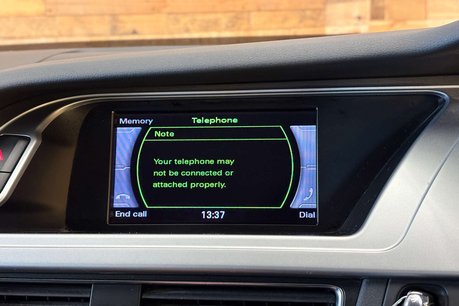 Memory Telephone
Note
Your telephone may
not be connected or
attached properly.
End call 13:37 Dial